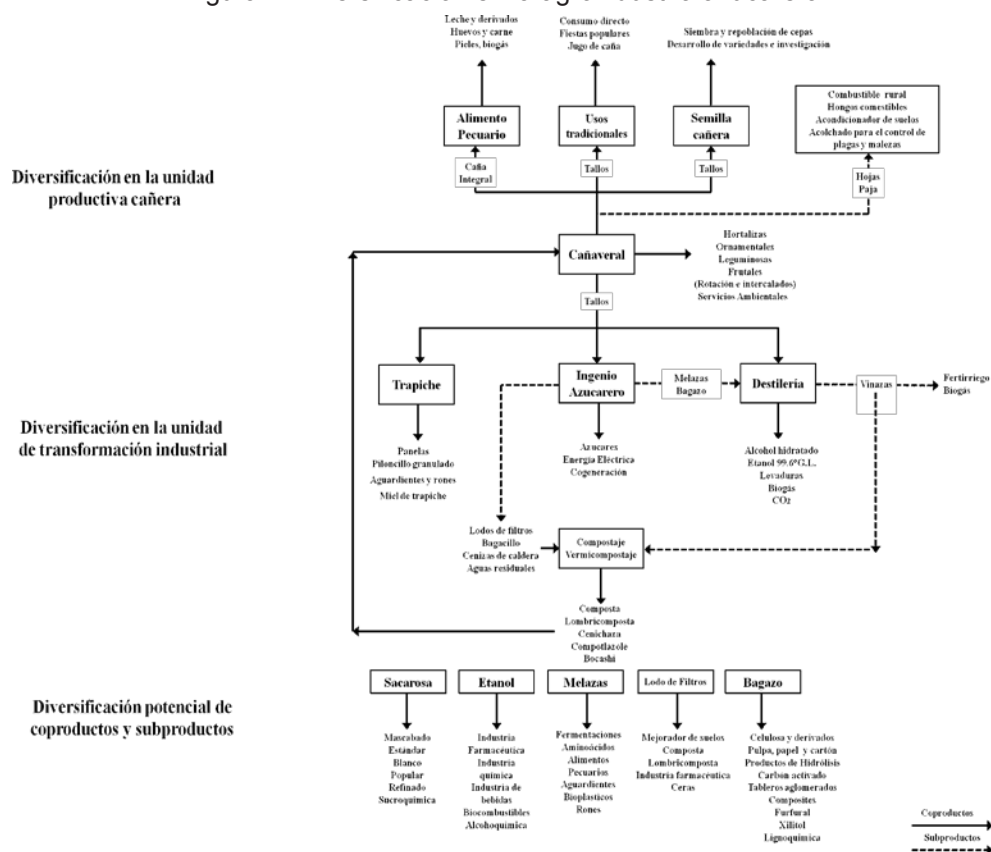 Leche y derivados
Huevos y carne
Pieles, biogás
Consumo directo
Fiestas populares
Jugo de caña
Siembra y repoblación de cepas
Desarrollo de variedades e investigación
Combustible rural
Hongos comestibles
Acondicionador de suelos
Acolchado para el control de
plagas y malezas
Alimento
Pecuario
Usos
tradicionales
Semilla
cañera
Caña
Integral
Tallos
Tallos
Hojas
Paja
Diversificación en la unidad
productiva cañera
Cañaveral
Hortalizas
Ornamentales
Leguminosas
Frutales
(Rotación e intercalados)
Servicios Ambientales
Tallos
Trapiche
Ingenio
Azucarero
Melazas
Bagazo
Destilería
Vinazas
Fertirriego
Biogás
Diversificación en la unidad
de transformación industrial
Panelas
Piloncillo granulado
Aguardientes y rones
Miel de trapiche
Azucares
Energía Eléctrica
Cogeneración
Alcohol hidratado
Etanol 99.6°G.L.
Levaduras
Biogás
CO2
Lodos de filtros
Bagacillo
Cenizas de caldera
Aguas residuales
Compostaje
Vermicompostaje
Composta
Lombricomposta
Cenichaza
Compotlazole
Bocashi
Diversificación potencial de
coproductos y subproductos
Sacarosa
Etanol
Melazas
Lodo de Filtros
Bagazo
Mascabado
Estándar
Blanco
Popular
Refinado
Sucroquímica
Industria
Farmacéutica
Industria
química
Industria de
bebidas
Biocombustibles
Alcoholquímica
Fermentaciones
Aminoácidos
Alimentos
Pecuarios
Aguardientes
Bioplasticos
Rones
Mejorador de suelos
Composta
Lombricomposta
Industria farmacéutica
Ceras
Celulosa y derivados
Pulpa, papel y cartón
Productos de Hidrólisis
Carbón activado
Tableros aglomerados
Composites
Furfural
Xilitol
Lignoquímica
Coproductos
Subproductos